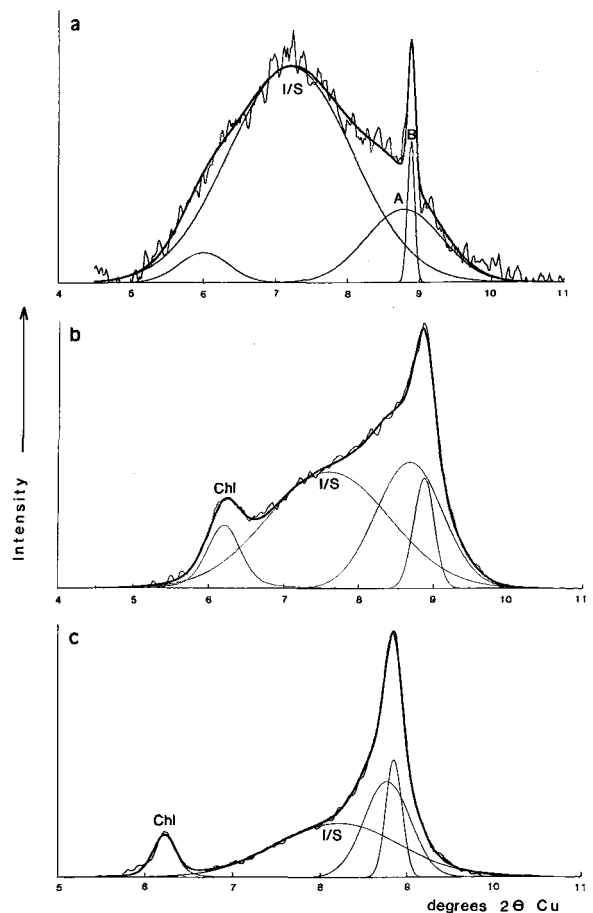 a
I/S
B
A
4 5 6 7 8 9 10 11
b
Chl
I/S
4 5 6 7 8 9 10 11
Intensity
c
Chl
I/S
5 6 7 8 9 10 11
degrees 2θ Cu